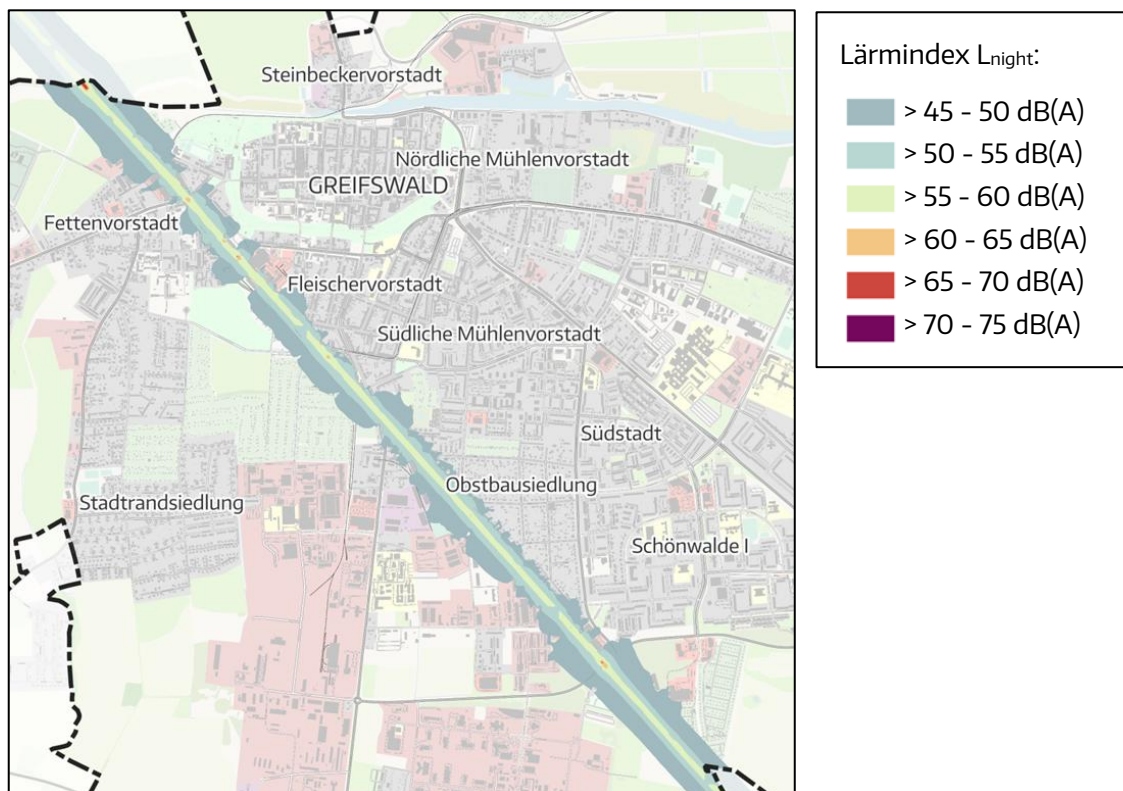 Steinbeckervorstadt
Nördliche Mühlenvorstadt
GREIFSWALD
Fettenvorstadt
Fleischervorstadt
Südliche Mühlenvorstadt
Südstadt
Obstbausiedlung
Stadtrandsiedlung
Schönwalde I
Lärmindex Lnight:
> 45 - 50 dB(A)
> 50 - 55 dB(A)
> 55 - 60 dB(A)
> 60 - 65 dB(A)
> 65 - 70 dB(A)
> 70 - 75 dB(A)